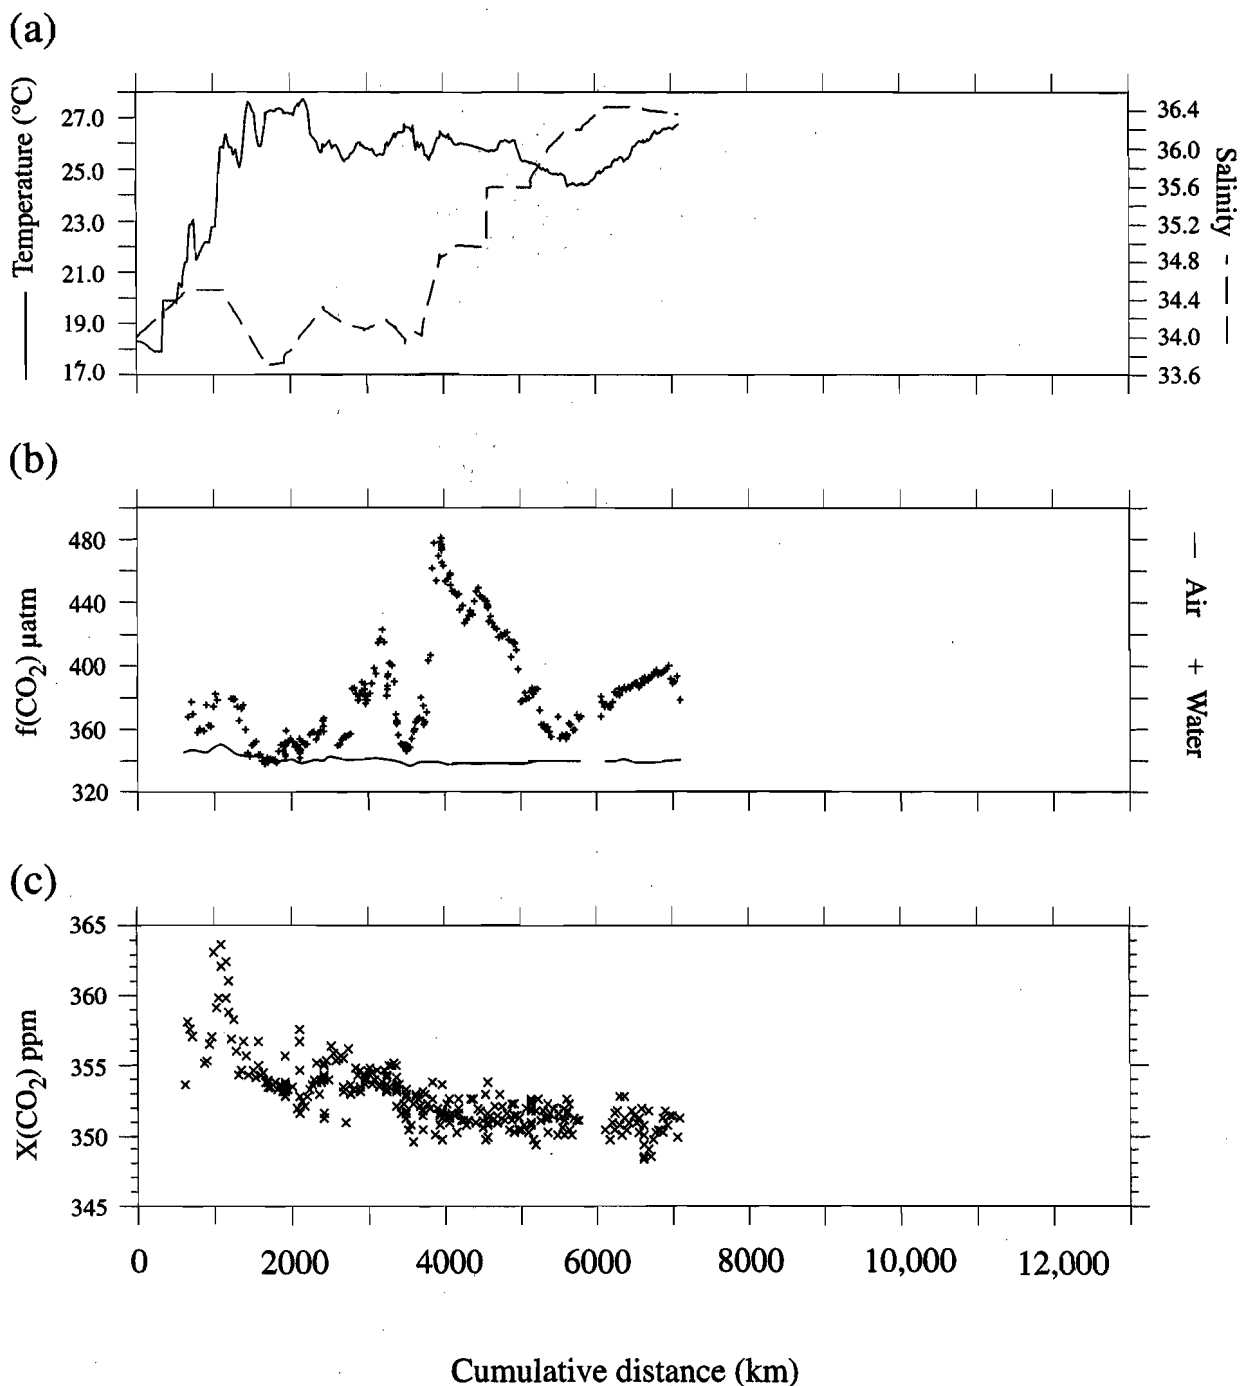 (a)
27.0
25.0
23.0
21.0
19.0
17.0
Temperature (°C)
36.4
36.0
35.6
35.2
34.8
34.4
34.0
33.6
Salinity
(b)
480
440
400
360
320
f(CO₂) µatm
Air + Water
(c)
365
360
355
350
345
X(CO₂) ppm
0 2000 4000 6000 8000 10,000 12,000
Cumulative distance (km)